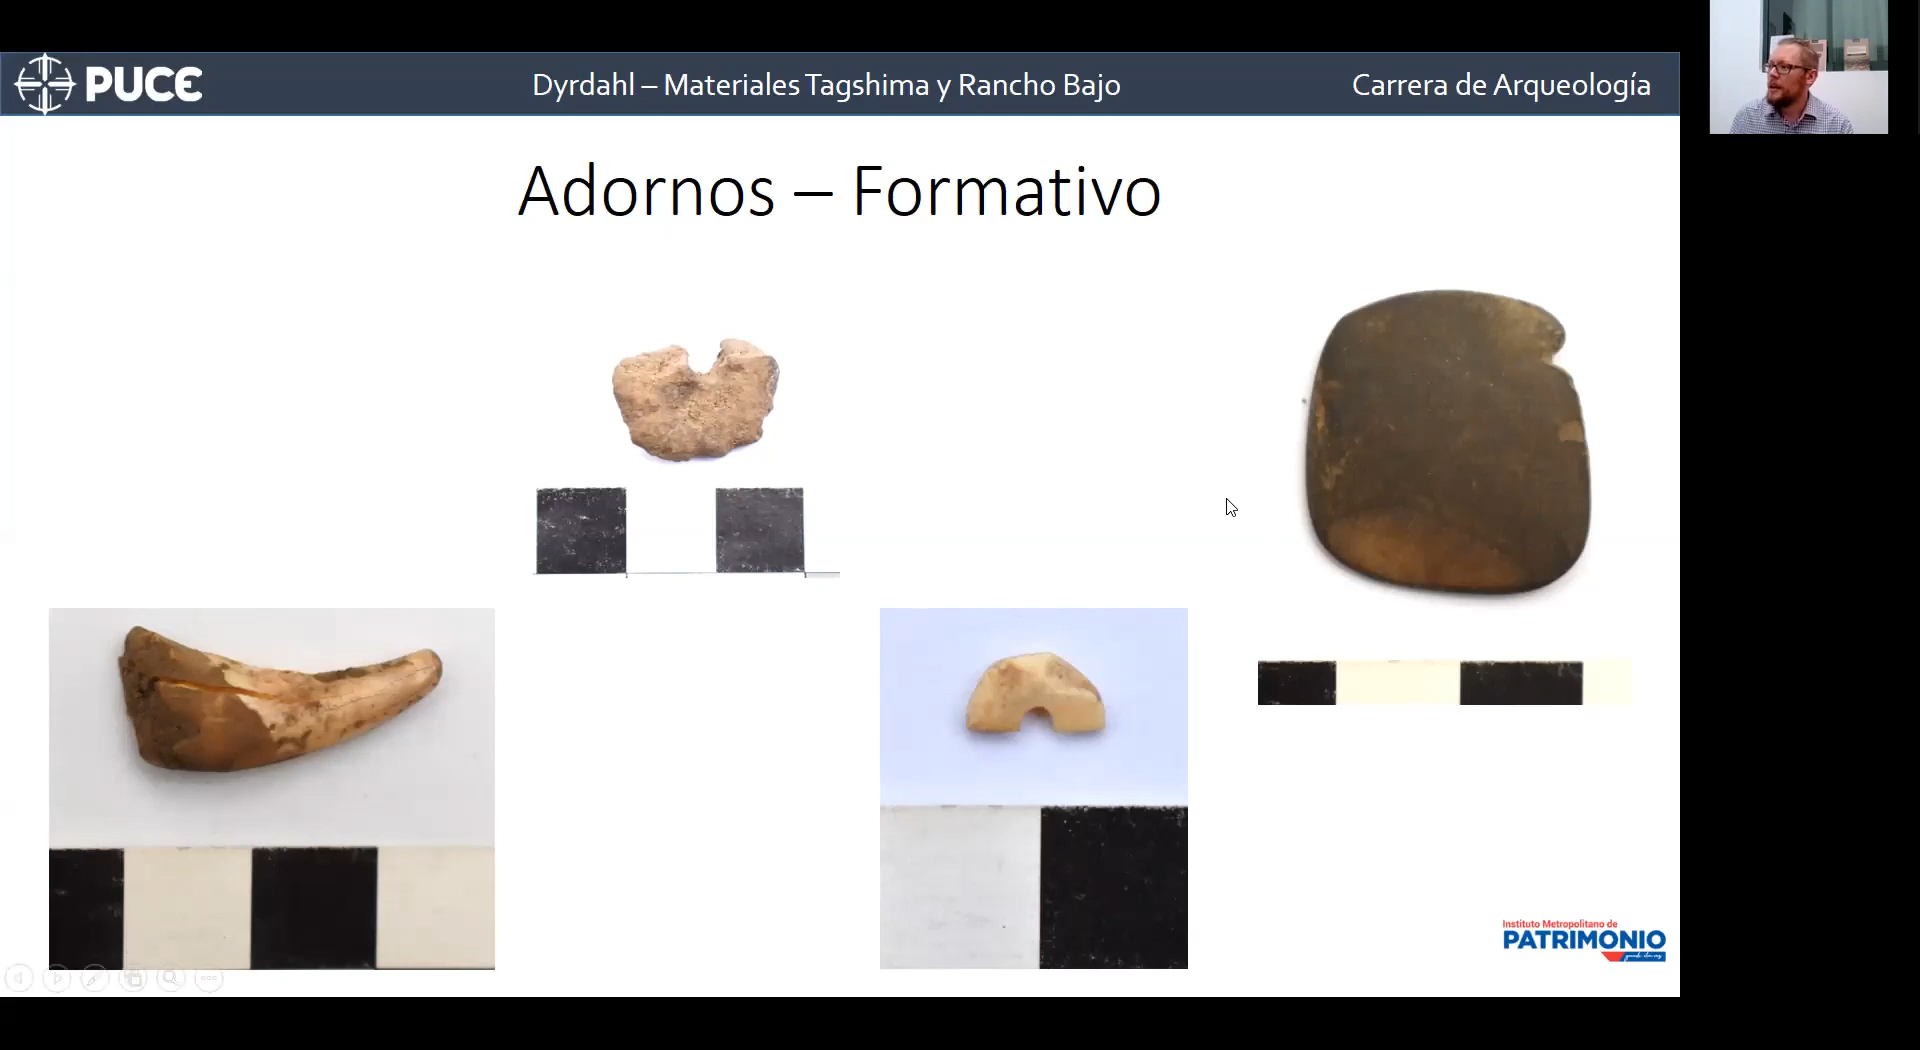 PUCE
Dyrdahl – Materiales Tagshima y Rancho Bajo
Carrera de Arqueología
Adornos – Formativo
Instituto Metropolitano de
PATRIMONIO